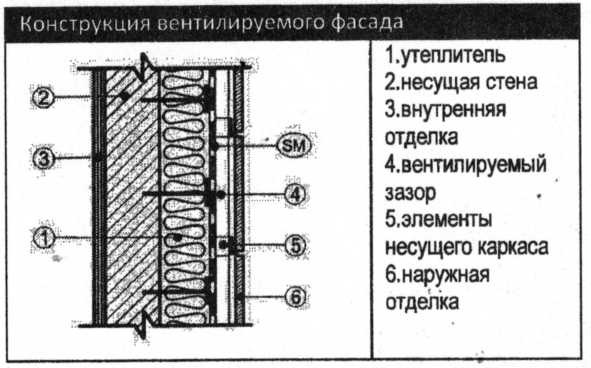 Конструкция вентилируемого фасада
1.утеплитель
2.несущая стена
3.внутренняя
отделка
4.вентилируемый
зазор
5.элементы
несущего каркаса
6.наружная
отделка
2
3
1
SM
4
5
6